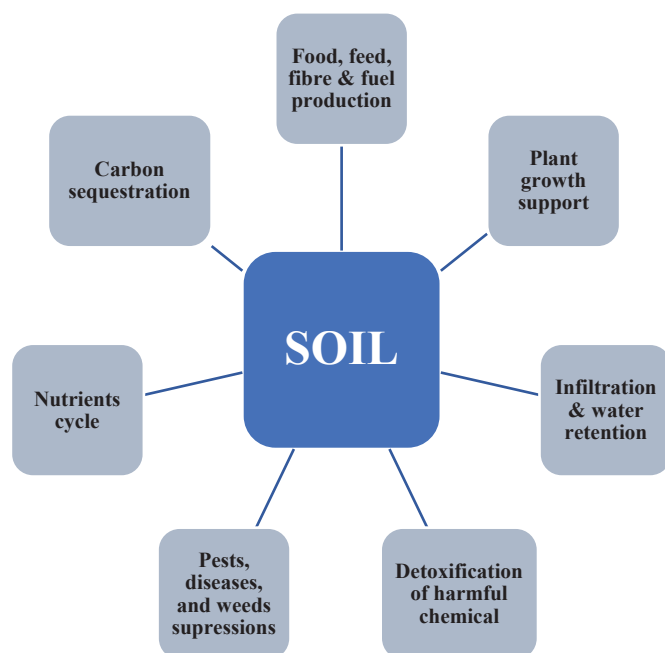 Food, feed,
fibre & fuel
production
Carbon
sequestration
Plant
growth
support
SOIL
Nutrients
cycle
Infiltration
& water
retention
Pests,
diseases,
and weeds
supressions
Detoxification
of harmful
chemical